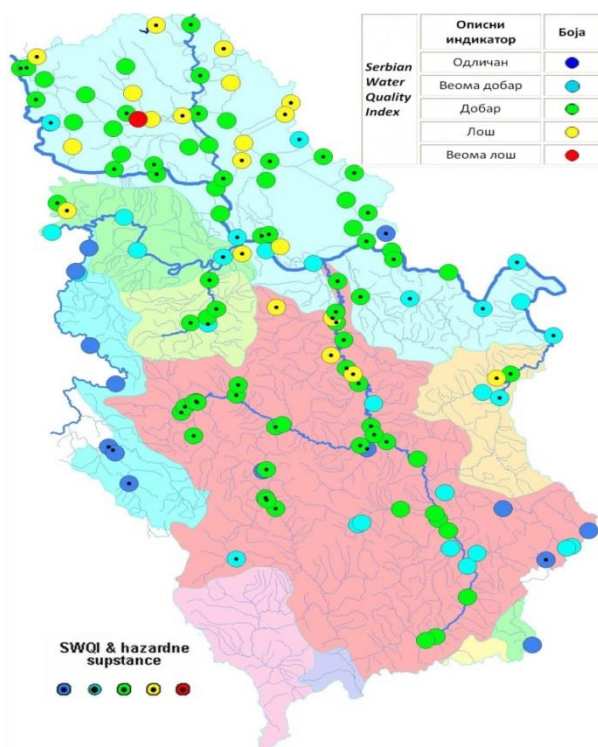 Serbian
Water
Quality
Index
Описни
индикатор
Боја
Одличан
Веома добар
Добар
Лош
Веома лош
SWQI & hazardne
supstance